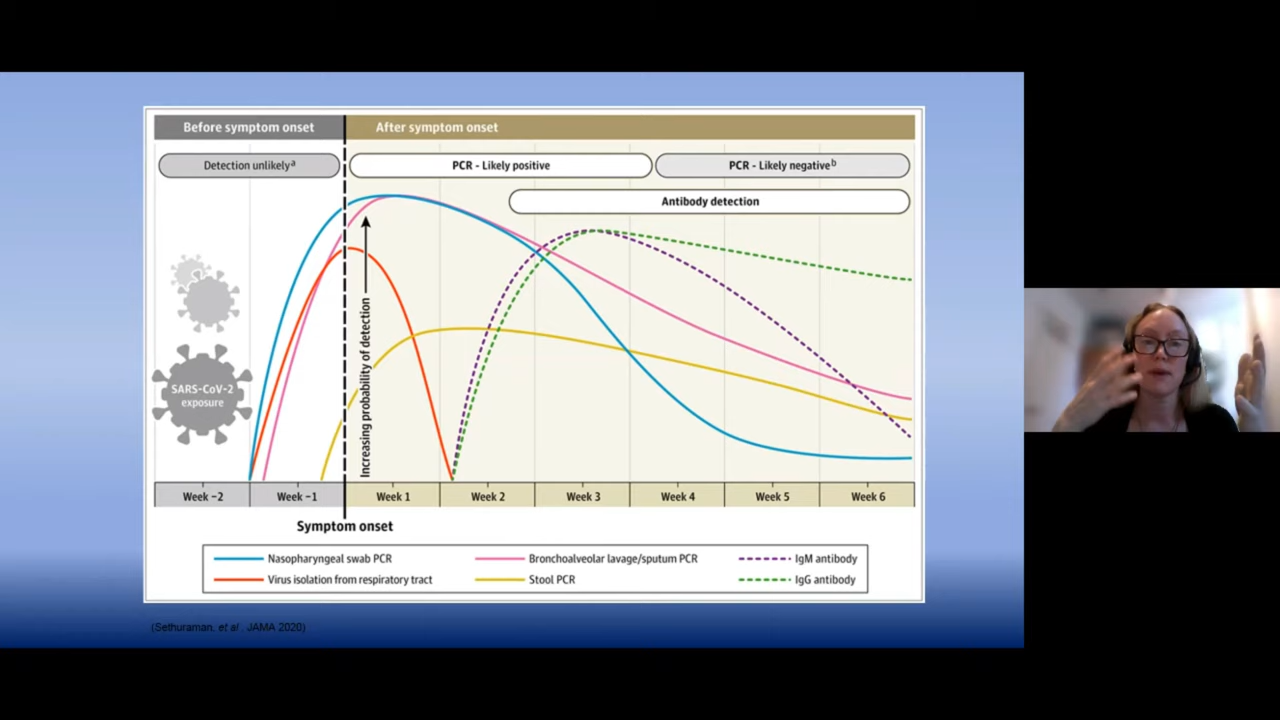 Before symptom onset
After symptom onset
Detection unlikelyᵃ
PCR - Likely positive
PCR - Likely negativeᵇ
Antibody detection
Increasing probability of detection
SARS-CoV-2
exposure
Week −2
Week −1
Week 1
Week 2
Week 3
Week 4
Week 5
Week 6
Symptom onset
Nasopharyngeal swab PCR
Bronchoalveolar lavage/sputum PCR
IgM antibody
Virus isolation from respiratory tract
Stool PCR
IgG antibody
(Sethuraman, et al , JAMA 2020)